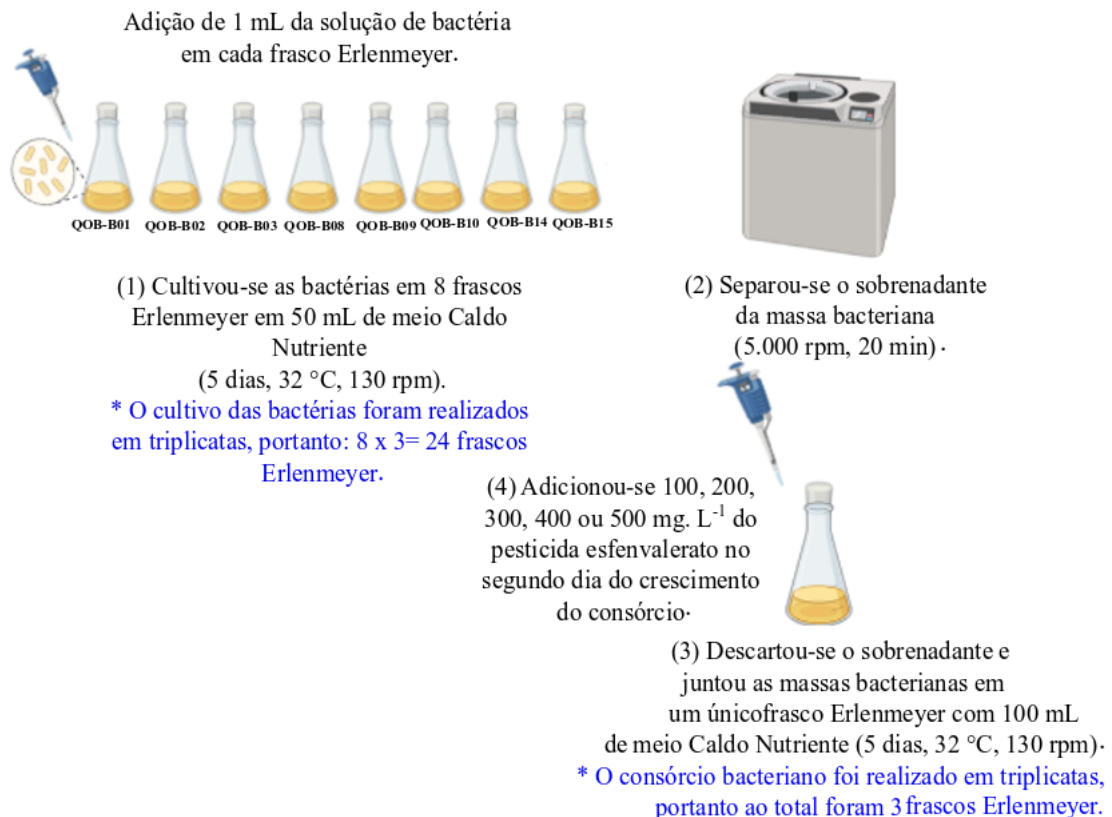 Adição de 1 mL da solução de bactéria
em cada frasco Erlenmeyer.
QOB-B01 QOB-B02 QOB-B03 QOB-B08 QOB-B09 QOB-B10 QOB-B14 QOB-B15
(1) Cultivou-se as bactérias em 8 frascos
Erlenmeyer em 50 mL de meio Caldo
Nutriente
(5 dias, 32 °C, 130 rpm).
* O cultivo das bactérias foram realizados
em triplicatas, portanto: 8 x 3= 24 frascos
Erlenmeyer.
(2) Separou-se o sobrenadante
da massa bacteriana
(5.000 rpm, 20 min).
(4) Adicionou-se 100, 200,
300, 400 ou 500 mg. L⁻¹ do
pesticida esfenvalerato no
segundo dia do crescimento
do consórcio.
(3) Descartou-se o sobrenadante e
juntou as massas bacterianas em
um únicofrasco Erlenmeyer com 100 mL
de meio Caldo Nutriente (5 dias, 32 °C, 130 rpm).
* O consórcio bacteriano foi realizado em triplicatas,
portanto ao total foram 3 frascos Erlenmeyer.